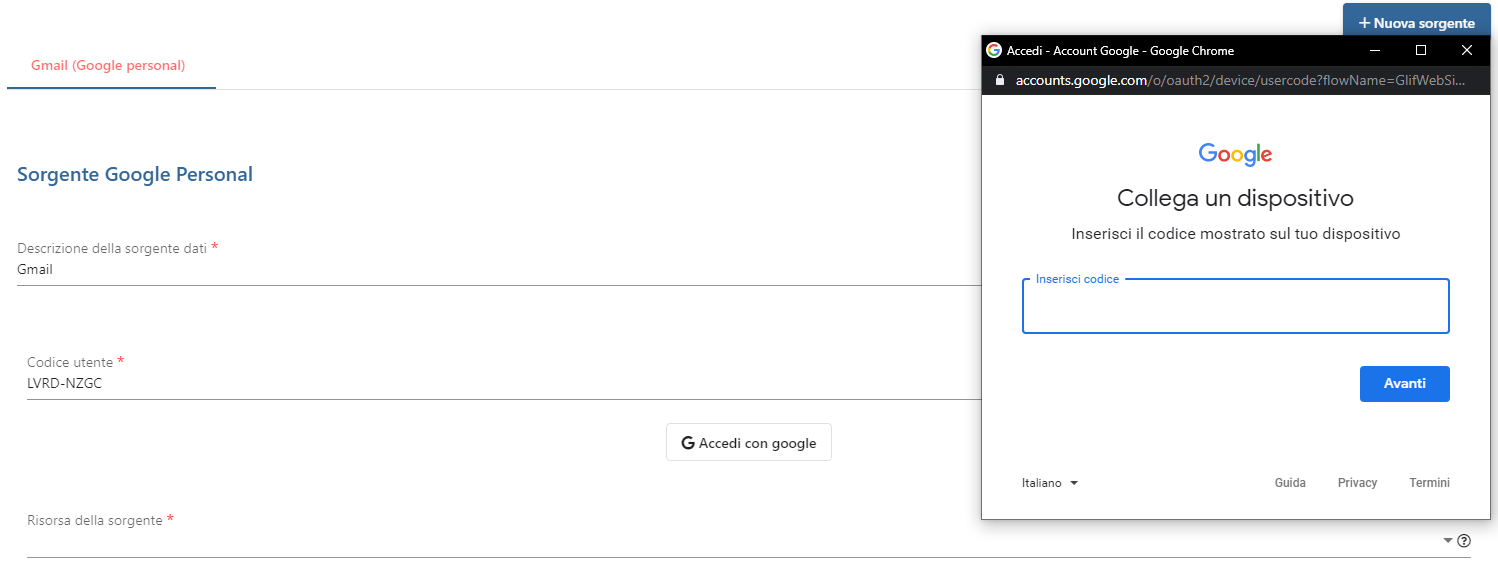 + Nuova sorgente
Gmail (Google personal)
Sorgente Google Personal
Descrizione della sorgente dati *
Gmail
Codice utente *
LVRD-NZGC
G Accedi con google
Risorsa della sorgente *
Accedi - Account Google - Google Chrome
accounts.google.com/o/oauth2/device/usercode?flowName=GlifWebSi...
Google
Collega un dispositivo
Inserisci il codice mostrato sul tuo dispositivo
Inserisci codice
Avanti
Italiano
Guida Privacy Termini